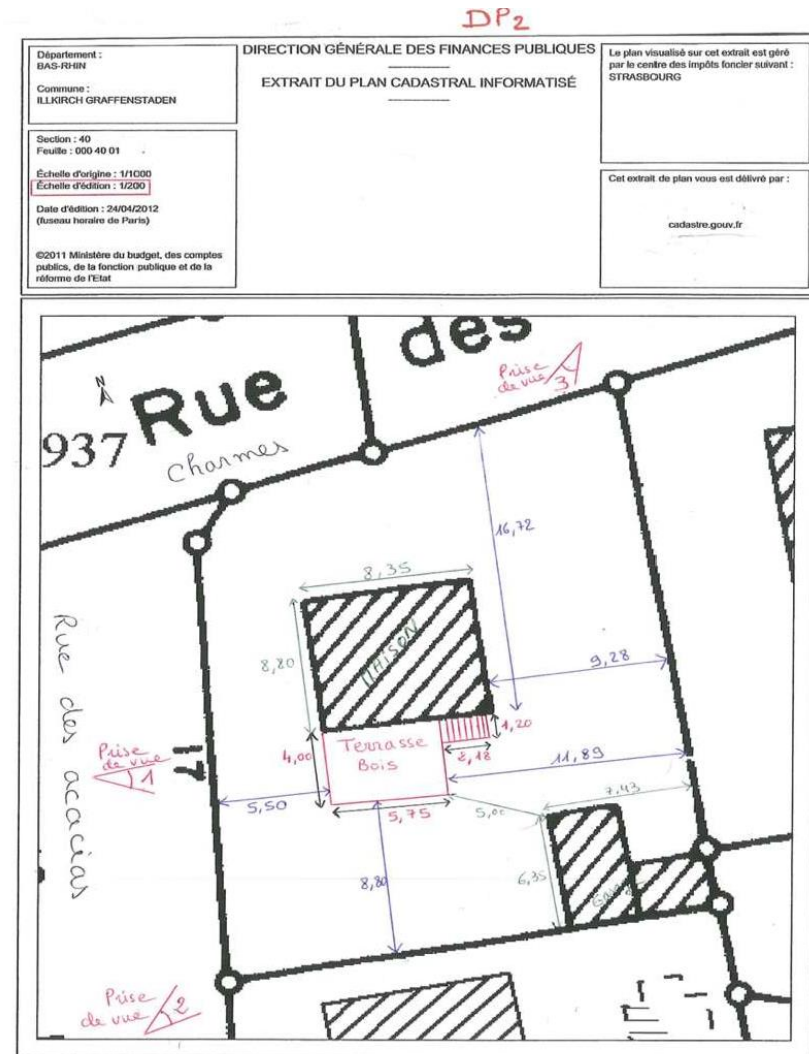 DP2
Département :
BAS-RHIN
Commune :
ILLKIRCH GRAFFENSTADEN
Section : 40
Feuille : 000 40 01
Échelle d'origine : 1/1000
Échelle d'édition : 1/200
Date d'édition : 24/04/2012
(fuseau horaire de Paris)
©2011 Ministère du budget, des comptes
publics, de la fonction publique et de la
réforme de l'Etat
DIRECTION GÉNÉRALE DES FINANCES PUBLIQUES
EXTRAIT DU PLAN CADASTRAL INFORMATISÉ
Le plan visualisé sur cet extrait est géré
par le centre des impôts foncier suivant :
STRASBOURG
Cet extrait de plan vous est délivré par :
cadastre.gouv.fr
N
Rue des
937
Charmes
Prise
de vue 3
16,72
8,35
8,20
MAISON
9,28
Rue des acacias
Prise
de vue
1
17
4,00
Terrasse
Bois
1,20
2,18
11,89
5,50
5,75
5,00
7,43
8,80
6,35
Prise
de vue 2